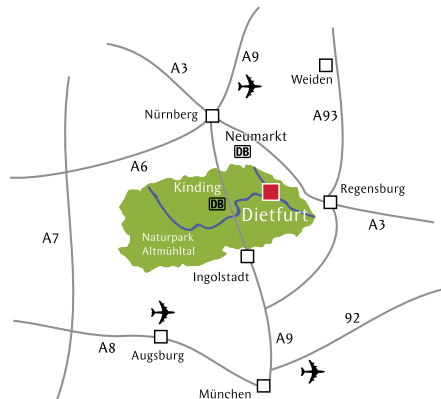 A3
A9
Weiden
Nürnberg
A93
Neumarkt
DB
A6
Kinding
DB
Regensburg
Dietfurt
A3
A7
Naturpark
Altmühltal
Ingolstadt
92
A9
A8
Augsburg
München